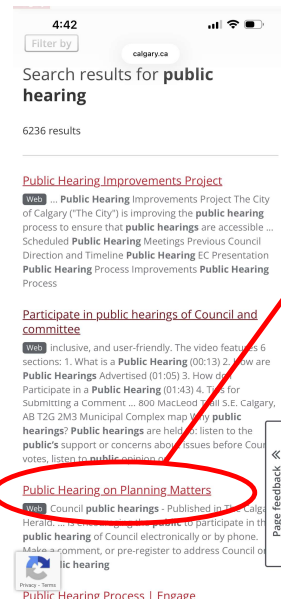 4:42
Filter by
calgary.ca
Search results for public
hearing
6236 results
Public Hearing Improvements Project
Web ... Public Hearing Improvements Project The City
of Calgary ("The City") is improving the public hearing
process to ensure that public hearings are accessible ...
Scheduled Public Hearing Meetings Previous Council
Direction and Timeline Public Hearing EC Presentation
Public Hearing Process Improvements Public Hearing
Process
Participate in public hearings of Council and
committee
Web inclusive, and user-friendly. The video features 6
sections: 1. What is a Public Hearing (00:13) 2. How are
Public Hearings Advertised (01:05) 3. How do I
Participate in a Public Hearing (01:43) 4. Tips for
Submitting a Comment ... 800 MacLeod Trail S.E. Calgary,
AB T2G 2M3 Municipal Complex map Why public
hearings? Public hearings are held to: listen to the
public's support or concerns about issues before Coun
votes, listen to public opinion on
Public Hearing on Planning Matters
Web Council public hearings - Published in The Calga
Herald. ... is encouraging the public to participate in th
public hearing of Council electronically or by phone.
Make a comment, or pre-register to address Council on
lic hearing
Privacy - Terms
Public Hearing Process | Engage
Page feedback